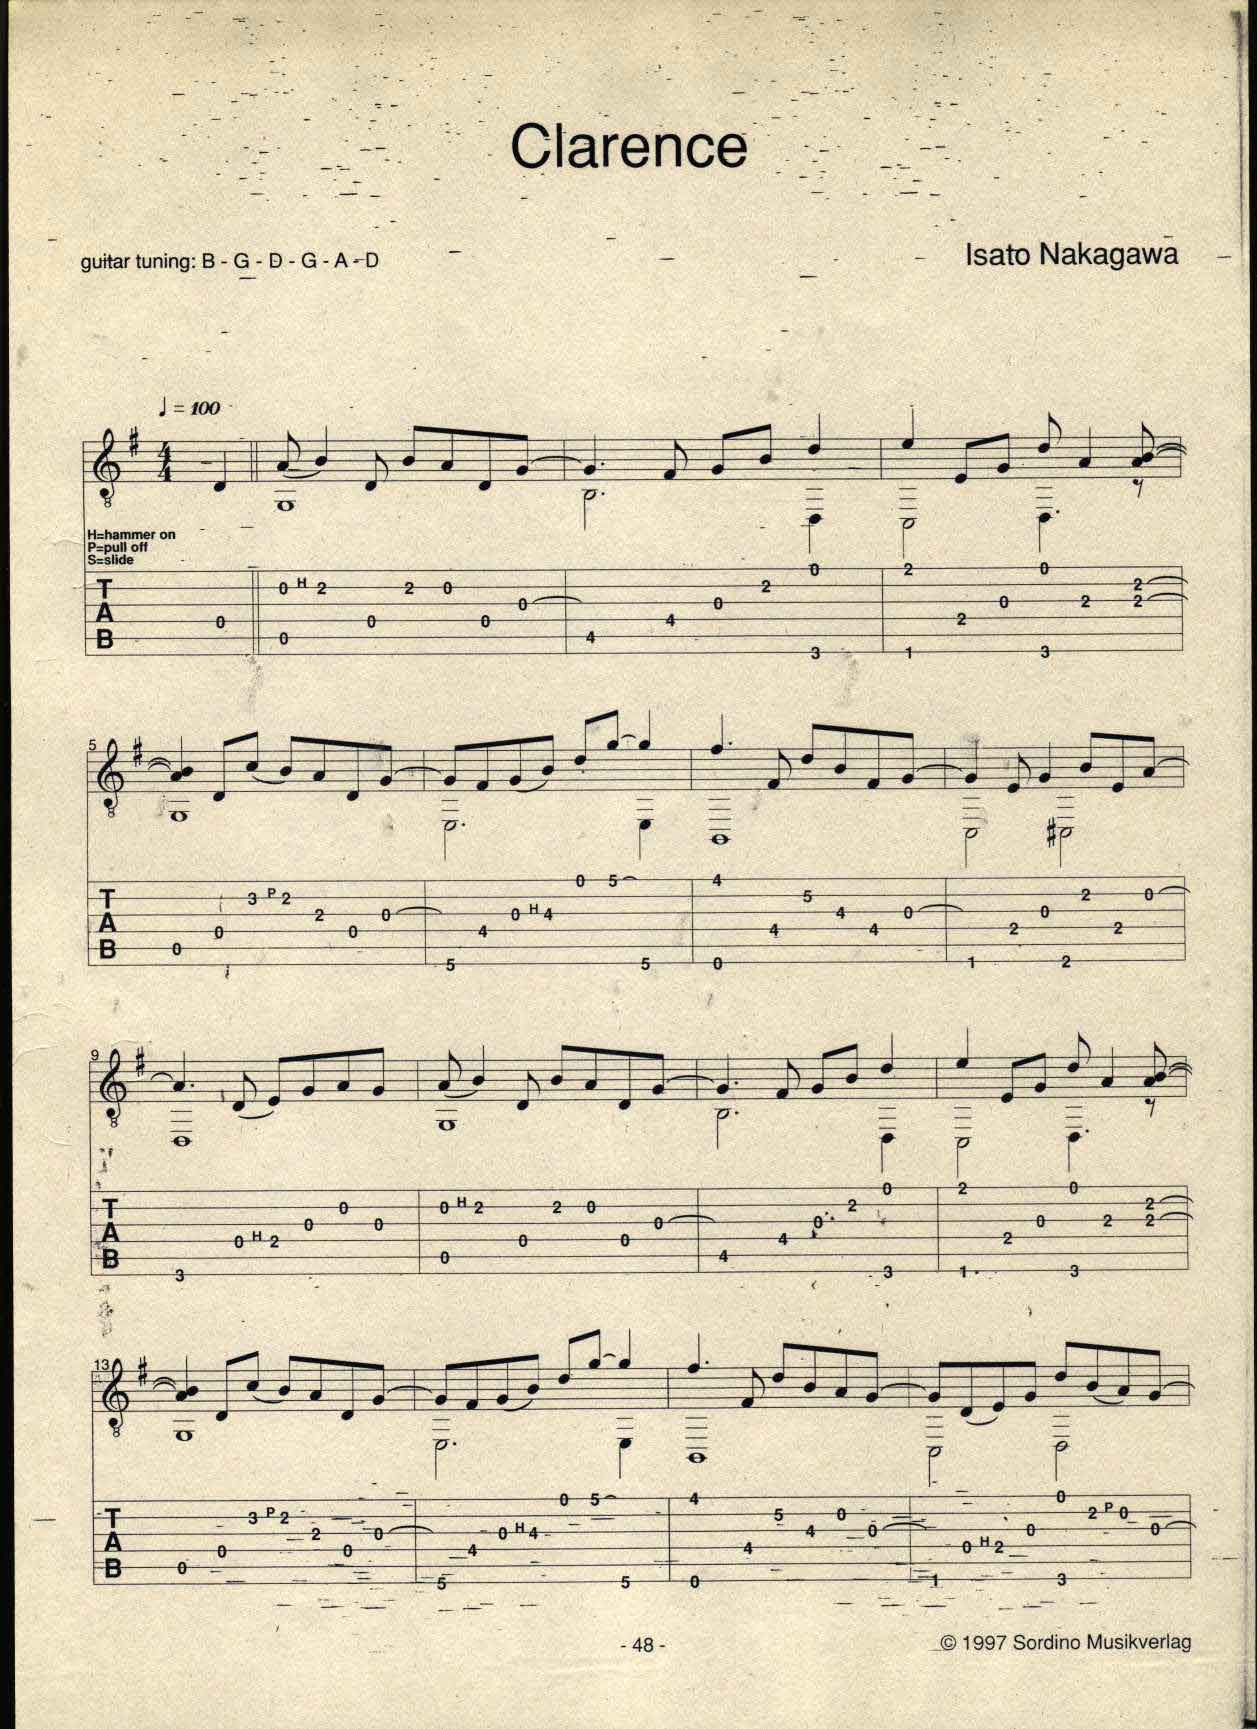 Clarence
guitar tuning: B - G - D - G - A - D
Isato Nakagawa
♩ = 100
4
4
H=hammer on
P=pull off
S=slide
T
A
B
0 0 0 H 2 0 2 0 0 0 4 4 0 2 0 3 2 1 2 0 0 3 2 2 2
5
T
A
B
0 0 3 P 2 2 0 0 5 4 0 H 4 0 5 5 4 0 4 5 4 4 0 1 2 0 2 2 2 0
9
T
A
B
3 0 H 2 0 0 0 0 0 H 2 0 2 0 0 0 4 4 0 2 0 3 2 1 2 0 0 3 2 2 2
13
T
A
B
0 0 3 P 2 2 0 0 5 4 0 H 4 0 5 5 4 0 4 5 4 0 0 1 0 H 2 0 0 3 2 P 0 0
- 48 -
© 1997 Sordino Musikverlag